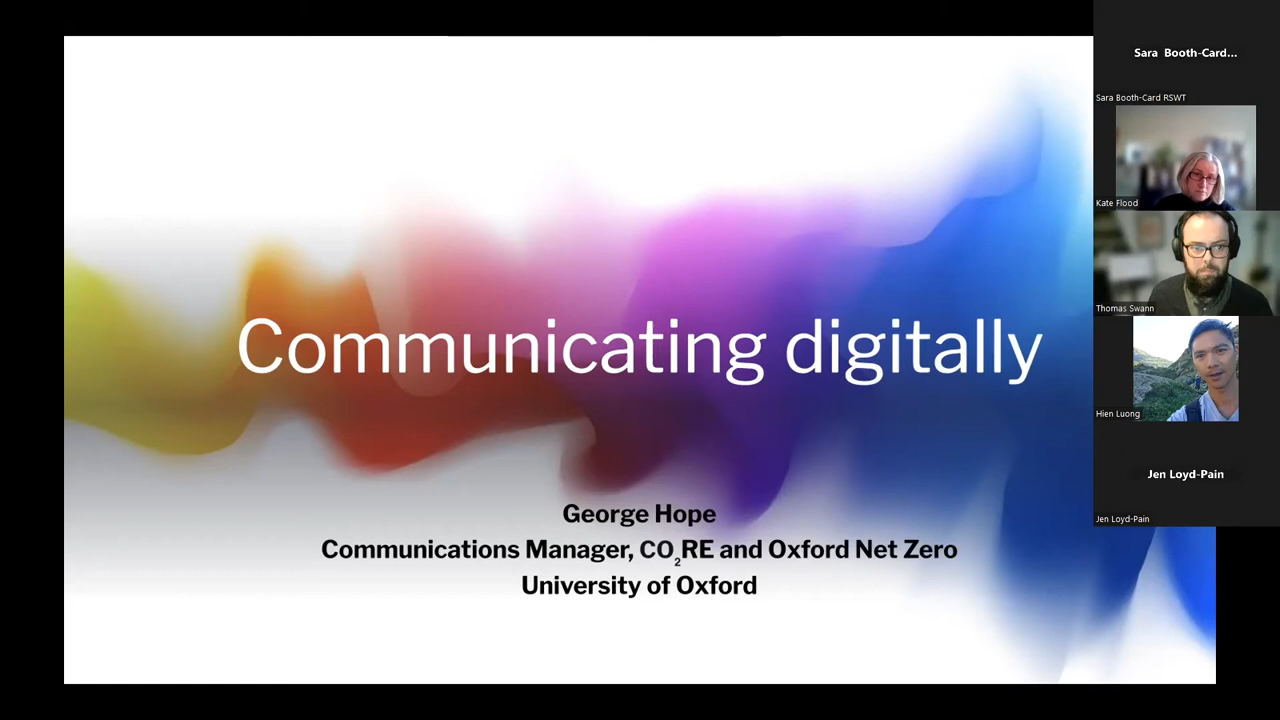 Communicating digitally
George Hope
Communications Manager, CO₂RE and Oxford Net Zero
University of Oxford
Sara Booth-Card...
Sara Booth-Card RSWT
Kate Flood
Thomas Swann
Hien Luong
Jen Loyd-Pain
Jen Loyd-Pain